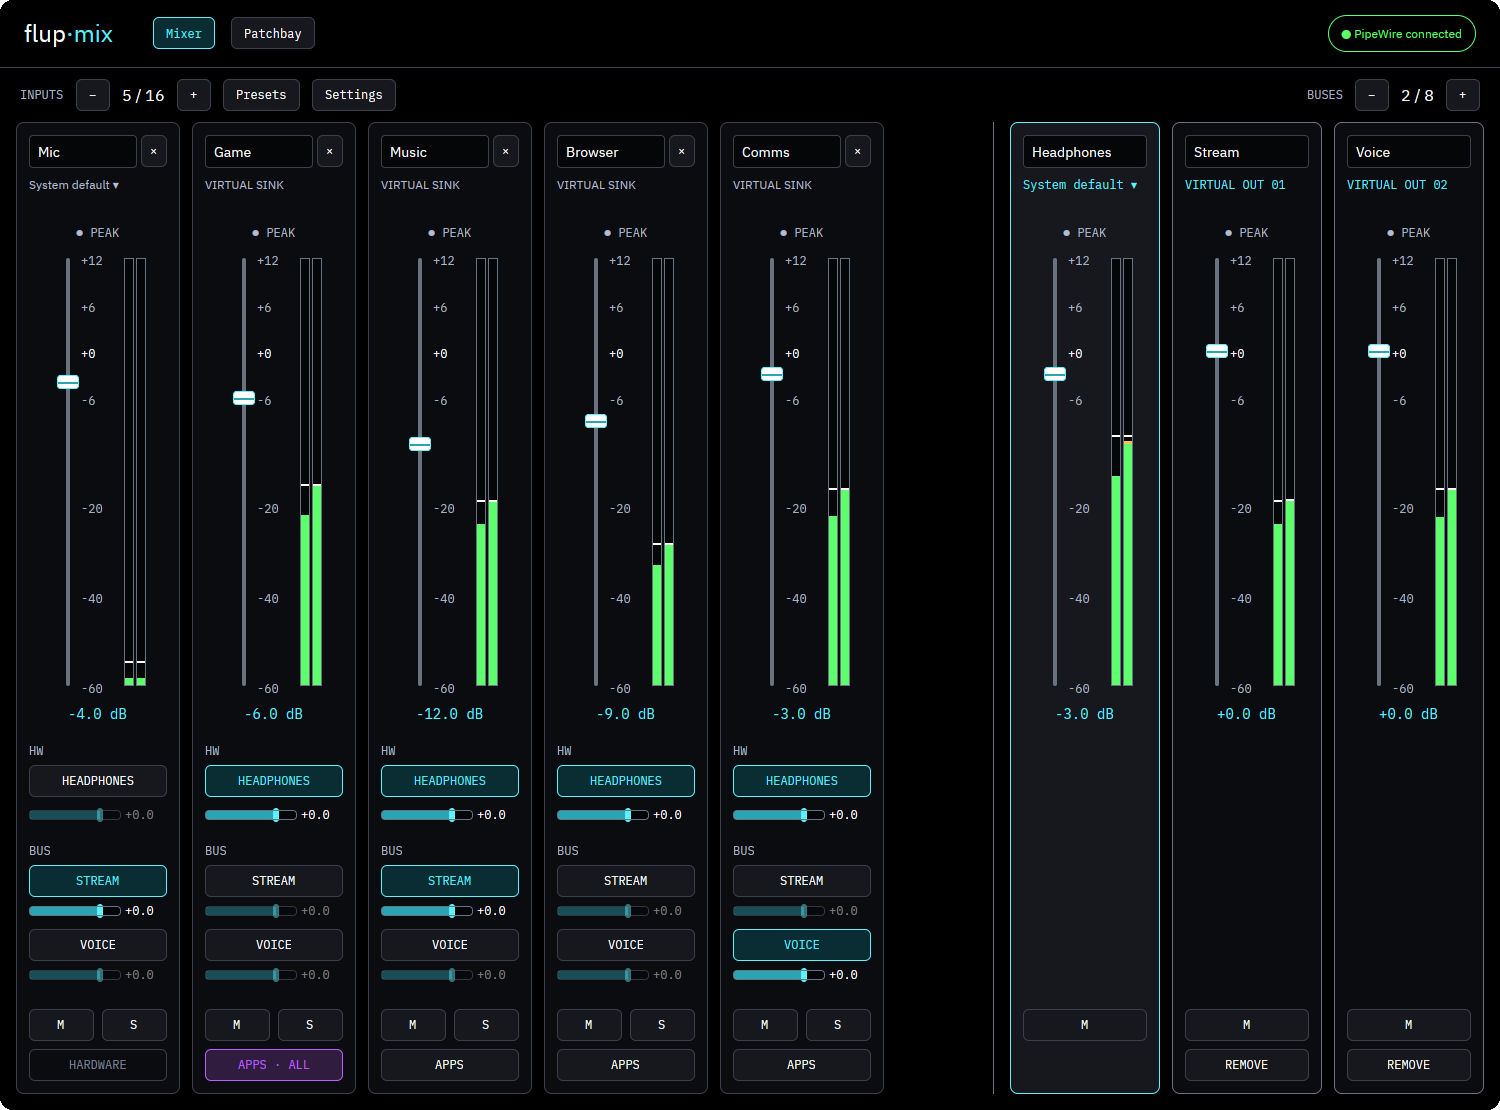 flup·mix Mixer Patchbay ● PipeWire connected
INPUTS − 5 / 16 + Presets Settings BUSES − 2 / 8 +
Mic × Game × Music × Browser × Comms × Headphones Stream Voice
System default ▾ VIRTUAL SINK VIRTUAL SINK VIRTUAL SINK VIRTUAL SINK System default ▾ VIRTUAL OUT 01 VIRTUAL OUT 02
● PEAK ● PEAK ● PEAK ● PEAK ● PEAK ● PEAK ● PEAK ● PEAK
+12 +12 +12 +12 +12 +12 +12 +12
+6 +6 +6 +6 +6 +6 +6 +6
+0 +0 +0 +0 +0 +0 +0 +0
-6 -6 -6 -6 -6 -6 -6 -6
-20 -20 -20 -20 -20 -20 -20 -20
-40 -40 -40 -40 -40 -40 -40 -40
-60 -60 -60 -60 -60 -60 -60 -60
-4.0 dB -6.0 dB -12.0 dB -9.0 dB -3.0 dB -3.0 dB +0.0 dB +0.0 dB
HW HW HW HW HW
HEADPHONES HEADPHONES HEADPHONES HEADPHONES HEADPHONES
+0.0 +0.0 +0.0 +0.0 +0.0
BUS BUS BUS BUS BUS
STREAM STREAM STREAM STREAM STREAM
+0.0 +0.0 +0.0 +0.0 +0.0
VOICE VOICE VOICE VOICE VOICE
+0.0 +0.0 +0.0 +0.0 +0.0
M S M S M S M S M S M M M
HARDWARE APPS · ALL APPS APPS APPS REMOVE REMOVE